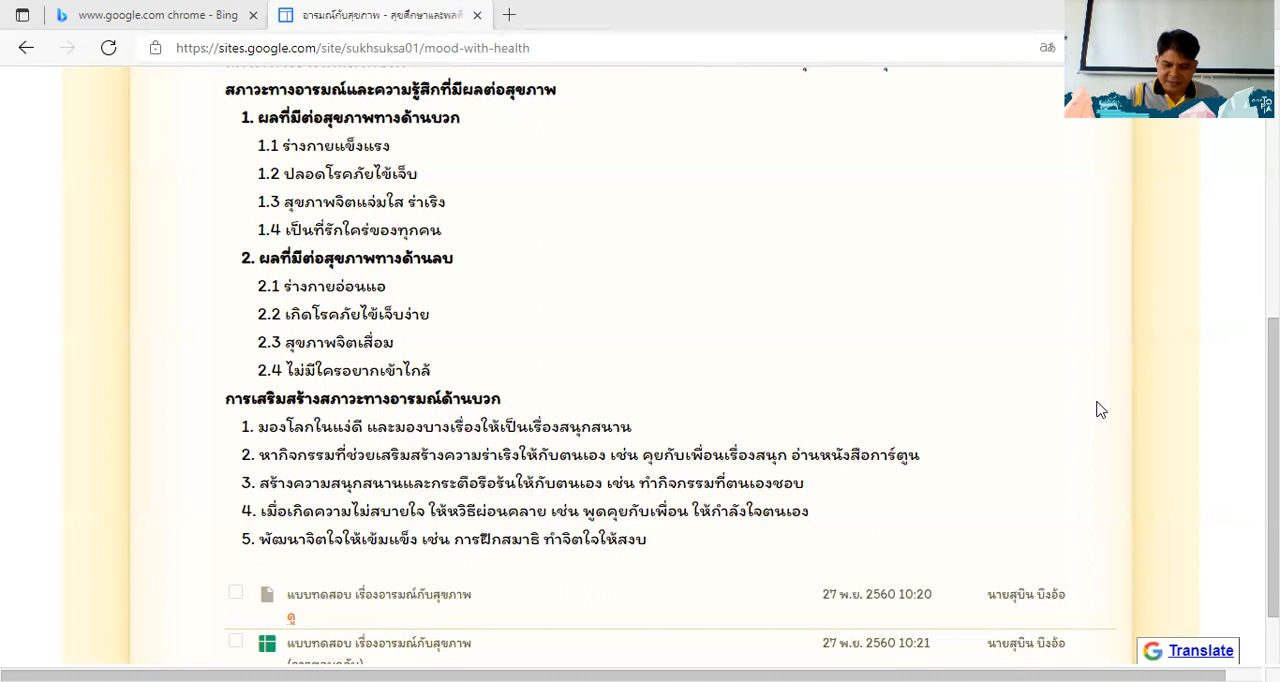 www.google.com chrome - Bing
อารมณ์กับสุขภาพ - สุขศึกษาและพลศึ
https://sites.google.com/site/sukhsuksa01/mood-with-health
สภาวะทางอารมณ์และความรู้สึกที่มีผลต่อสุขภาพ
1. ผลที่มีต่อสุขภาพทางด้านบวก
1.1 ร่างกายแข็งแรง
1.2 ปลอดโรคภัยไข้เจ็บ
1.3 สุขภาพจิตแจ่มใส ร่าเริง
1.4 เป็นที่รักใคร่ของทุกคน
2. ผลที่มีต่อสุขภาพทางด้านลบ
2.1 ร่างกายอ่อนแอ
2.2 เกิดโรคภัยไข้เจ็บง่าย
2.3 สุขภาพจิตเสื่อม
2.4 ไม่มีใครอยากเข้าใกล้
การเสริมสร้างสภาวะทางอารมณ์ด้านบวก
1. มองโลกในแง่ดี และมองบางเรื่องให้เป็นเรื่องสนุกสนาน
2. หากิจกรรมที่ช่วยเสริมสร้างความร่าเริงให้กับตนเอง เช่น คุยกับเพื่อนเรื่องสนุก อ่านหนังสือการ์ตูน
3. สร้างความสนุกสนานและกระตือรือร้นให้กับตนเอง เช่น ทำกิจกรรมที่ตนเองชอบ
4. เมื่อเกิดความไม่สบายใจ ให้หวิธีผ่อนคลาย เช่น พูดคุยกับเพื่อน ให้กำลังใจตนเอง
5. พัฒนาจิตใจให้เข้มแข็ง เช่น การฝึกสมาธิ ทำจิตใจให้สงบ
แบบทดสอบ เรื่องอารมณ์กับสุขภาพ 27 พ.ย. 2560 10:20 นายสุบิน บึงอ้อ
ดู
แบบทดสอบ เรื่องอารมณ์กับสุขภาพ 27 พ.ย. 2560 10:21 นายสุบิน บึงอ้อ
Translate